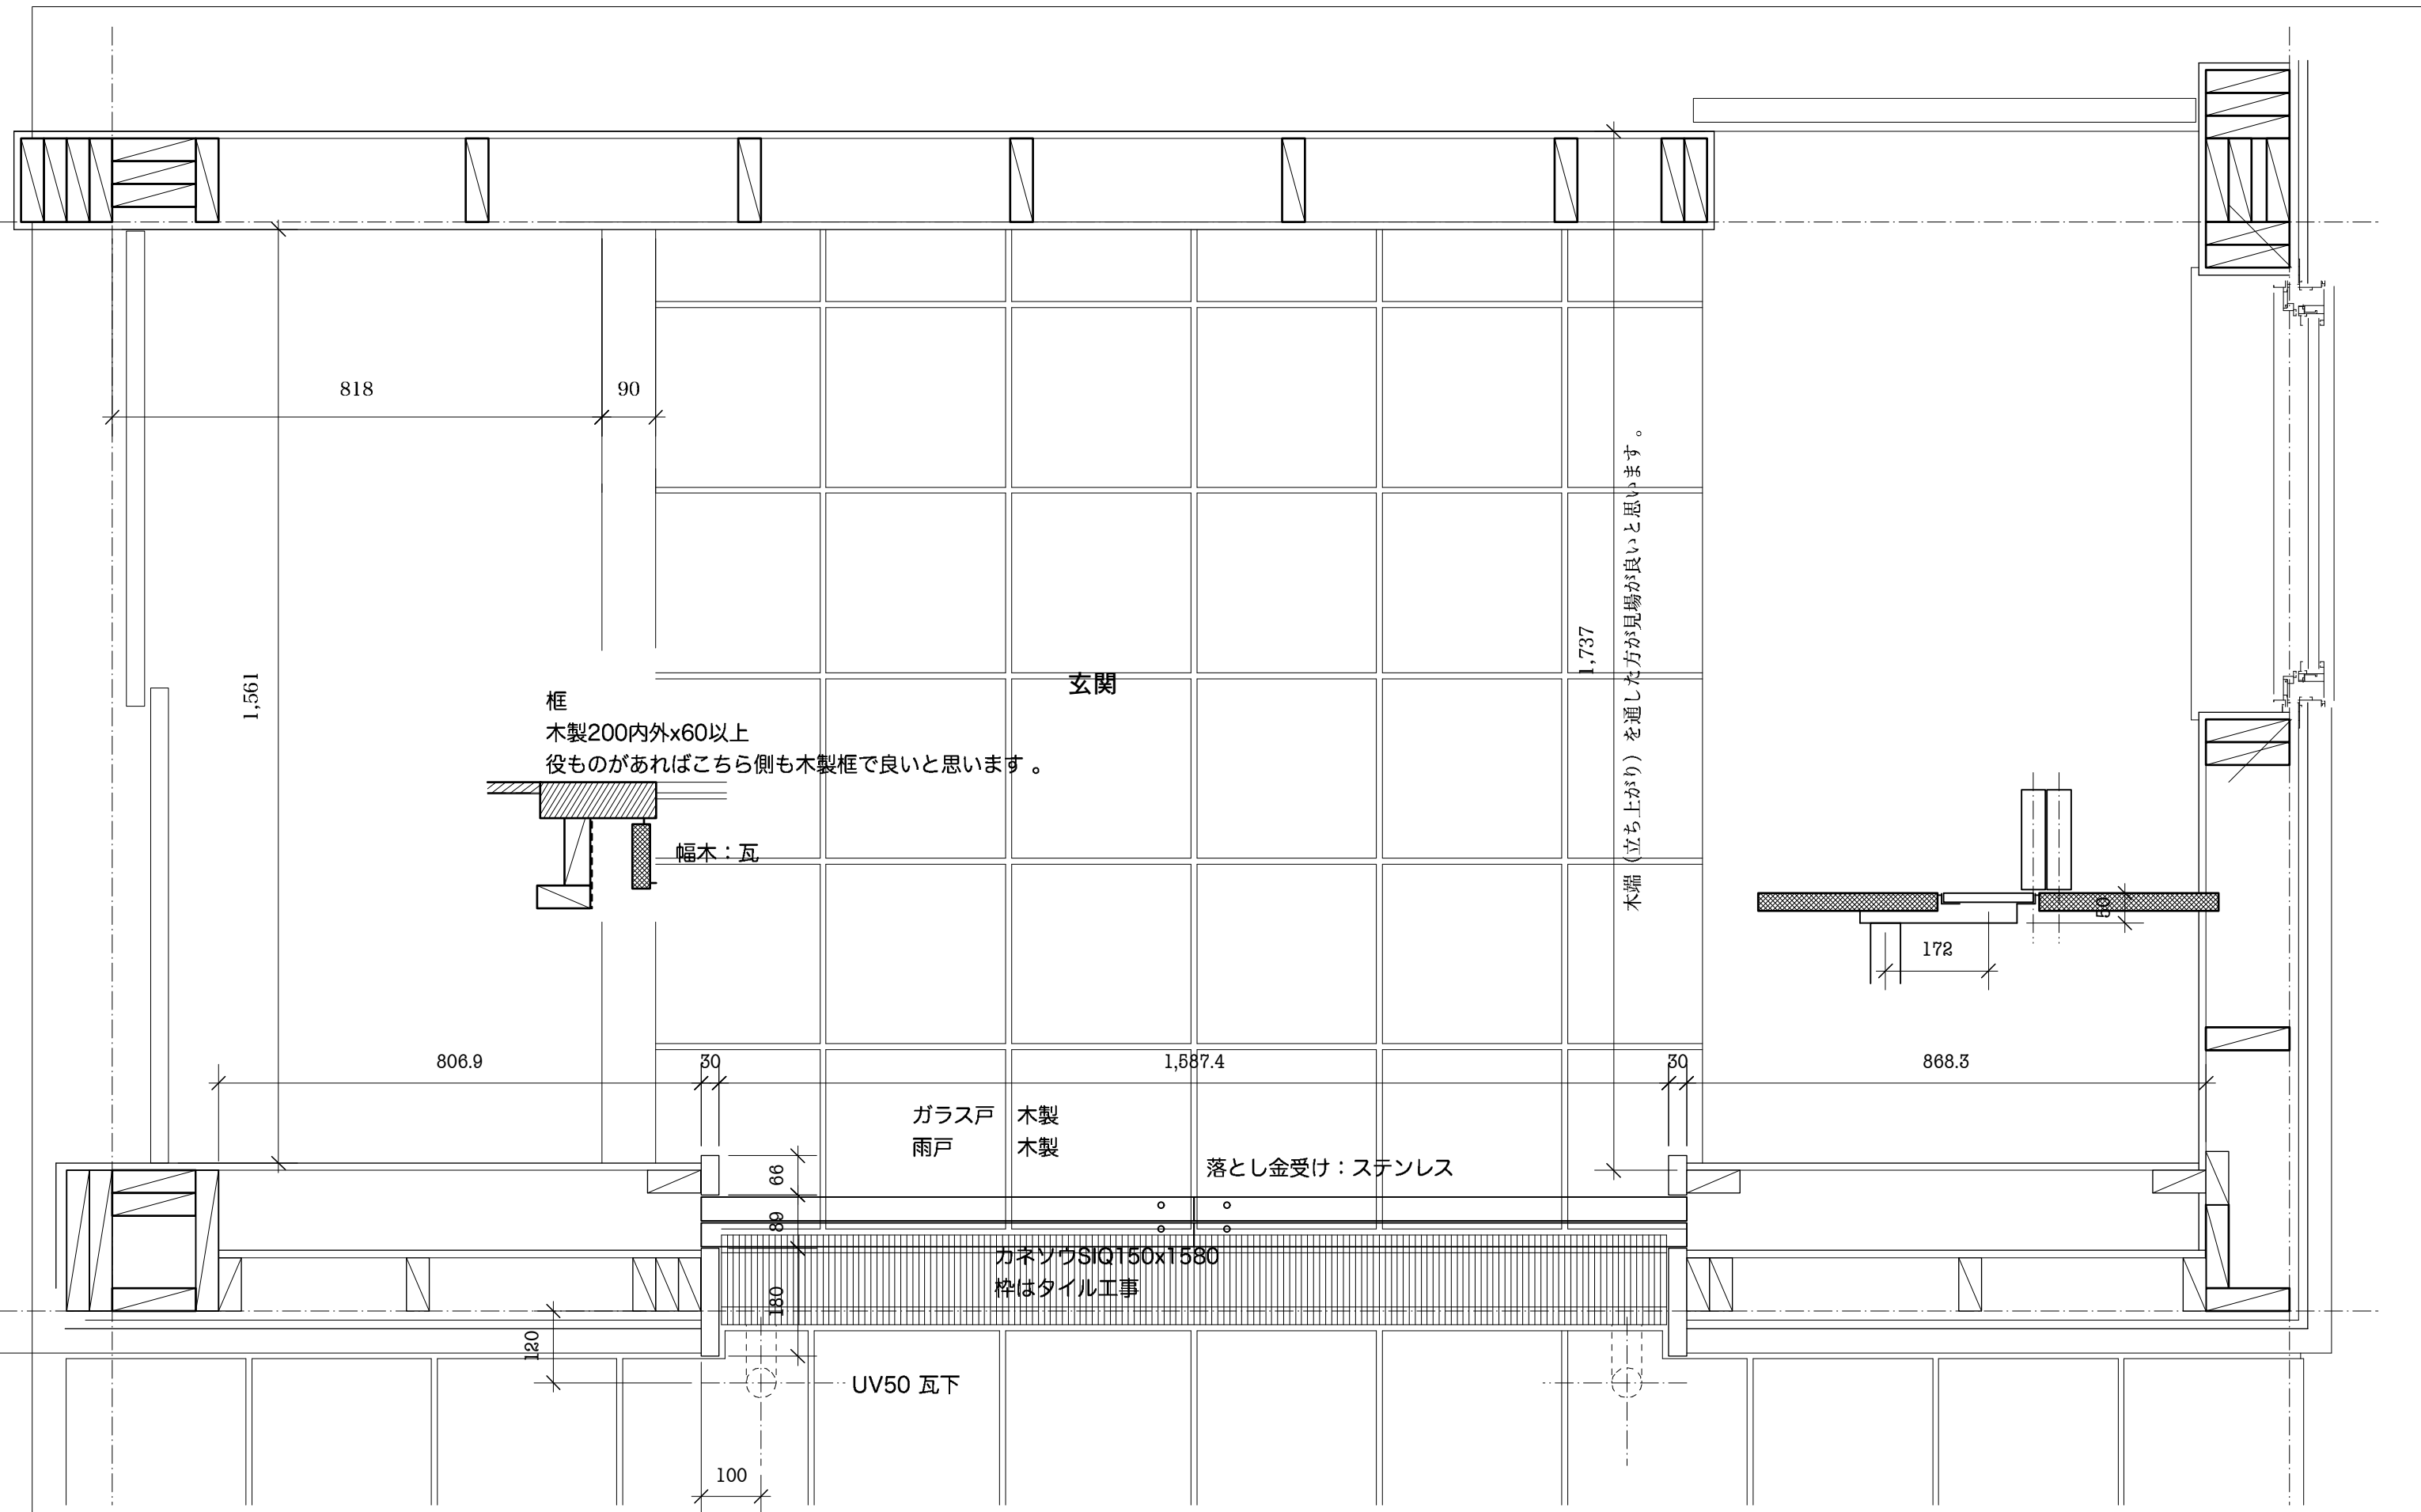 818
90
木端（立ち上がり）を通した方が見場が良いと思います。
1,737
1,561
玄関
框
木製200内外x60以上
役ものがあればこちら側も木製框で良いと思います。
幅木：瓦
50
172
806.9
30
1,587.4
30
868.3
ガラス戸　木製
雨戸　　　木製
66
落とし金受け：ステンレス
89
カネソウSIQ150x1580
枠はタイル工事
180
120
UV50 瓦下
100